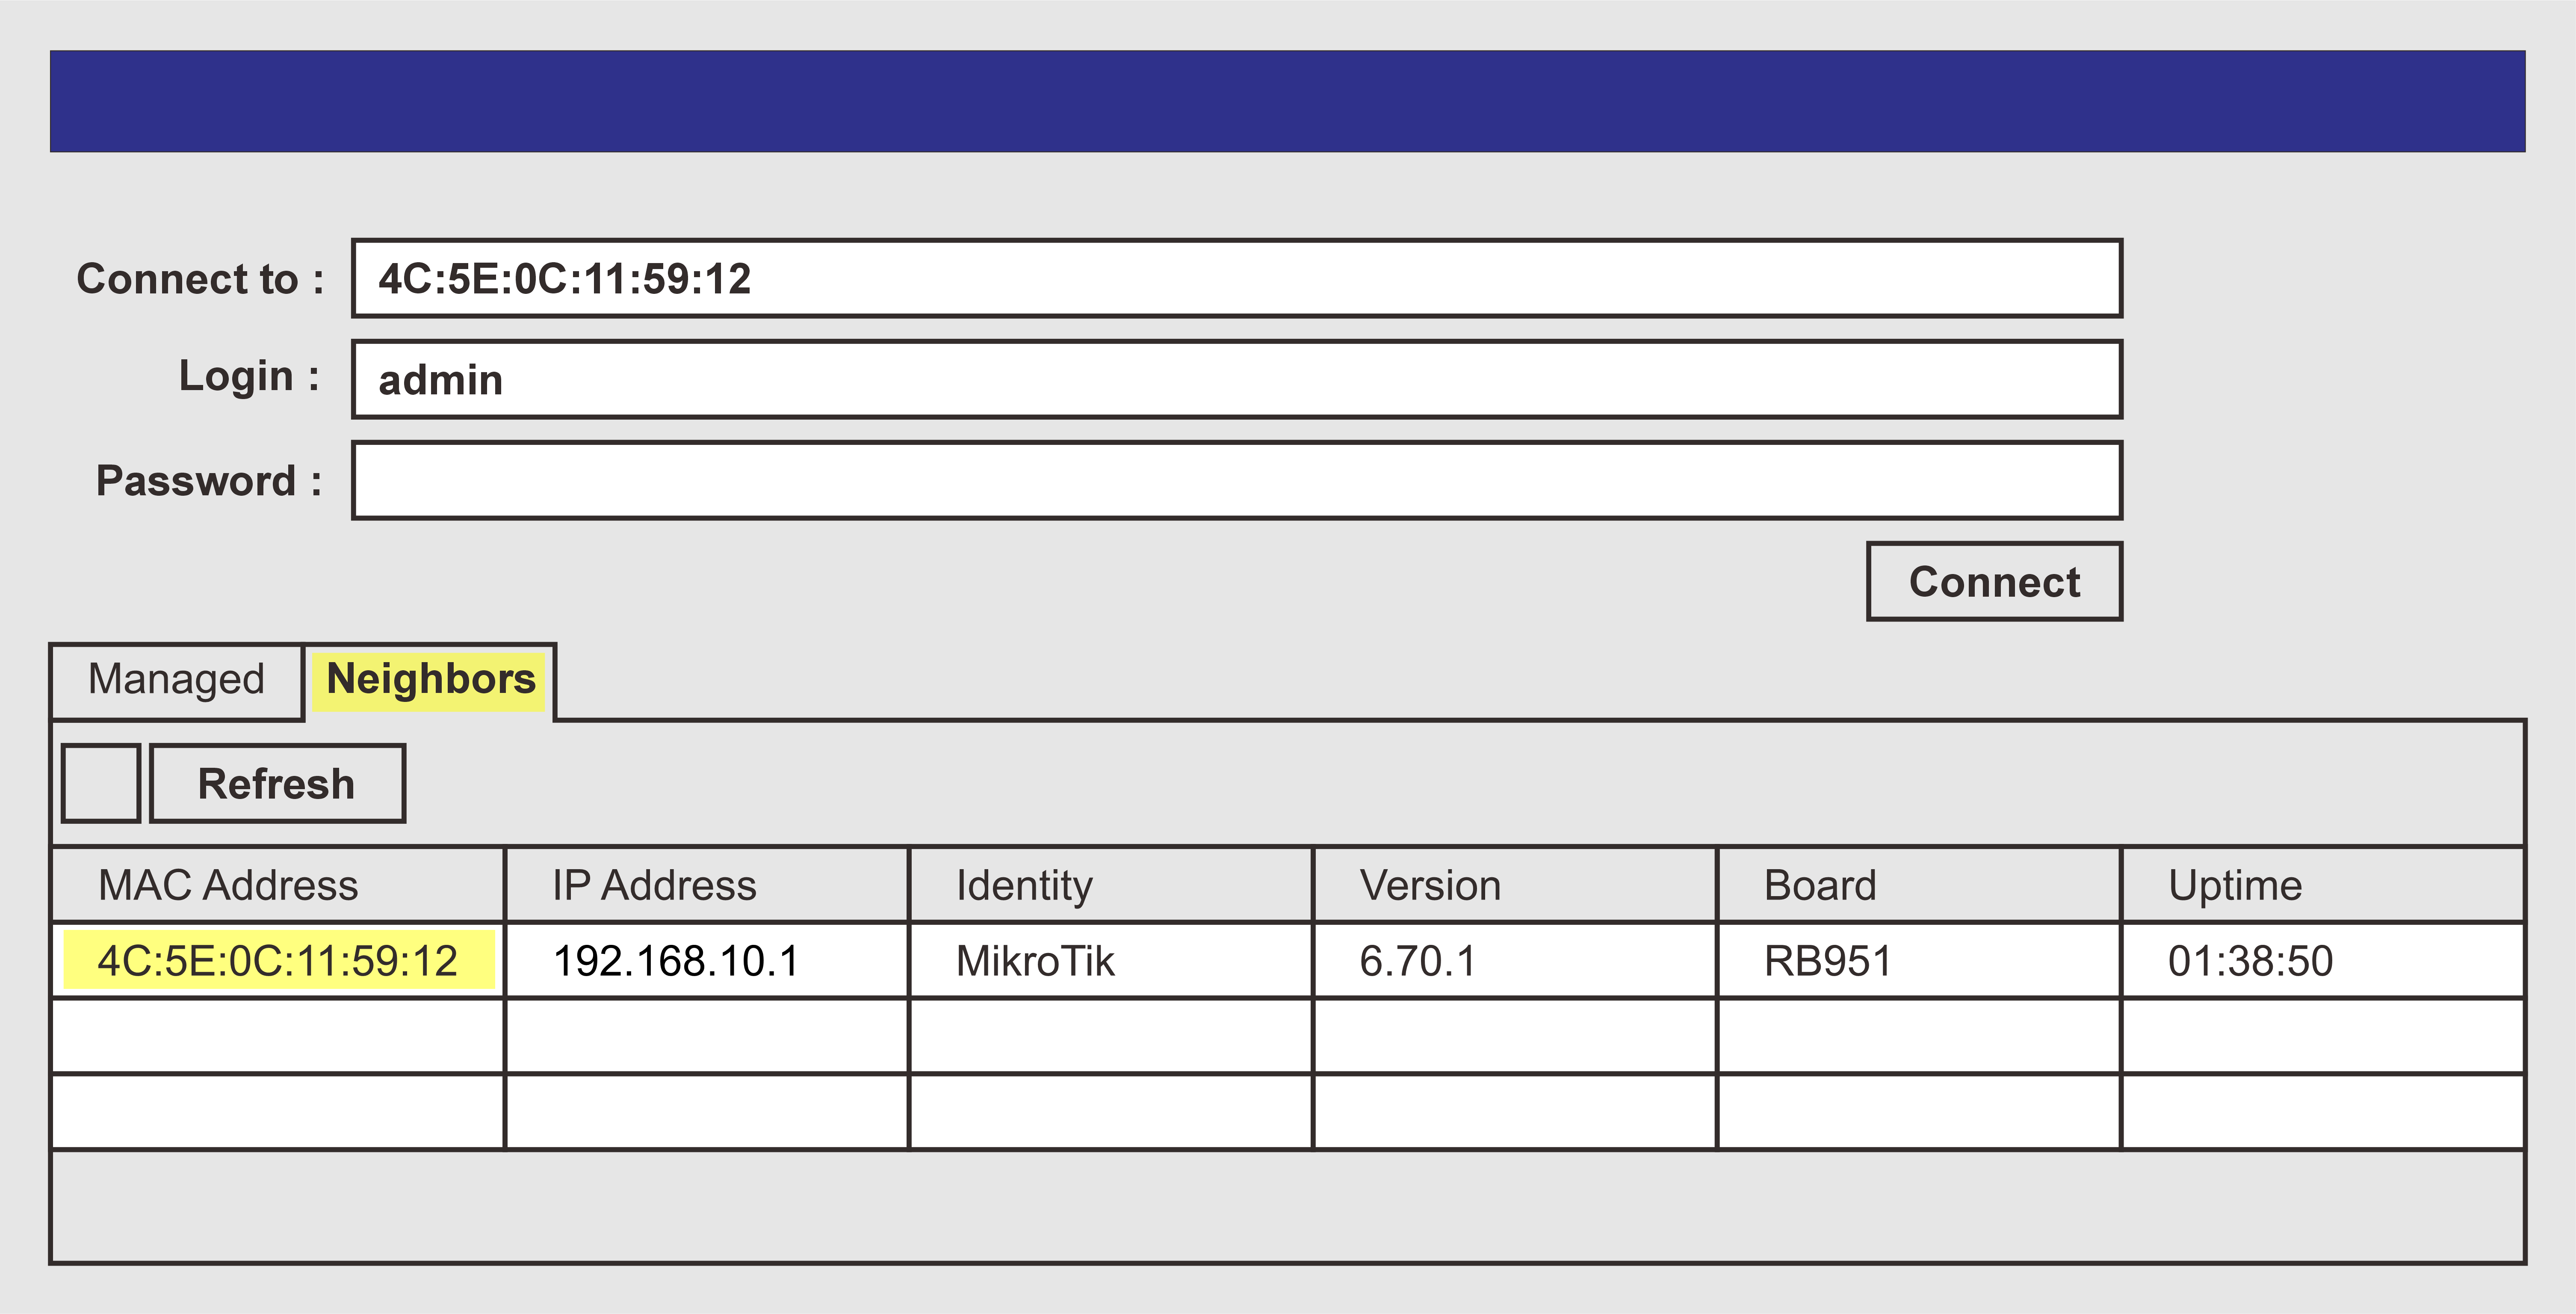 Connect to : 4C:5E:0C:11:59:12
Login : admin
Password :
Connect
Managed Neighbors
Refresh
MAC Address IP Address Identity Version Board Uptime
4C:5E:0C:11:59:12 192.168.10.1 MikroTik 6.70.1 RB951 01:38:50